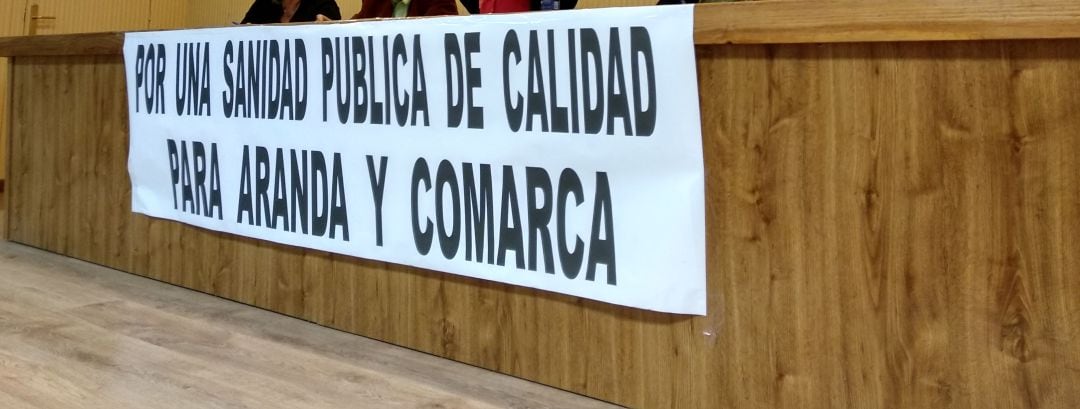 POR UNA SANIDAD PUBLICA DE CALIDAD
PARA ARANDA Y COMARCA